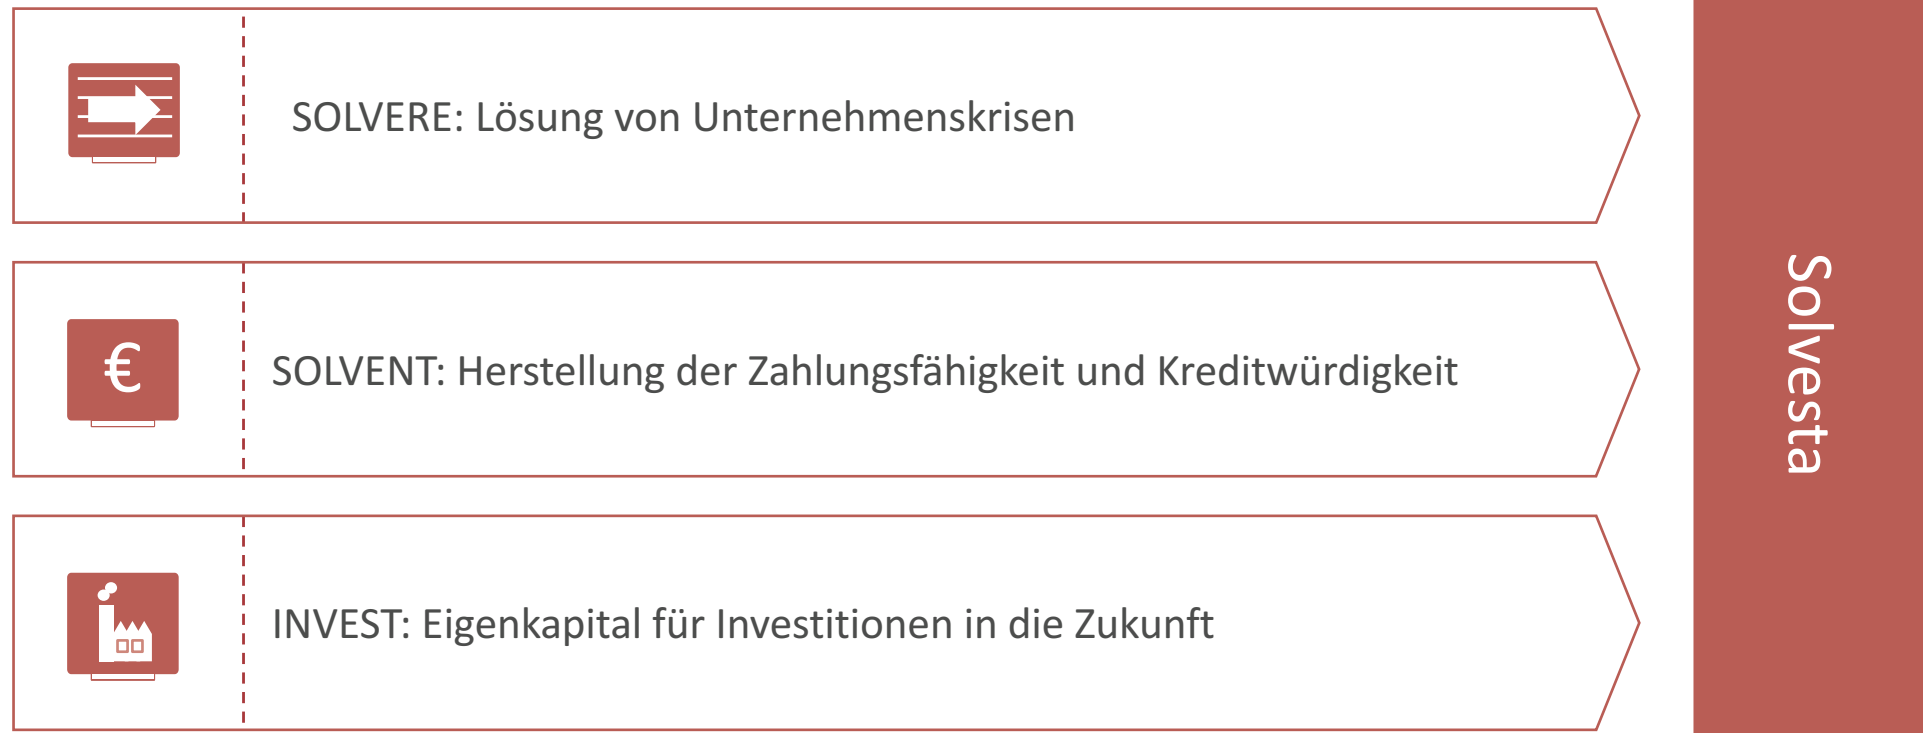 SOLVERE: Lösung von Unternehmenskrisen
€
SOLVENT: Herstellung der Zahlungsfähigkeit und Kreditwürdigkeit
INVEST: Eigenkapital für Investitionen in die Zukunft
Solvesta